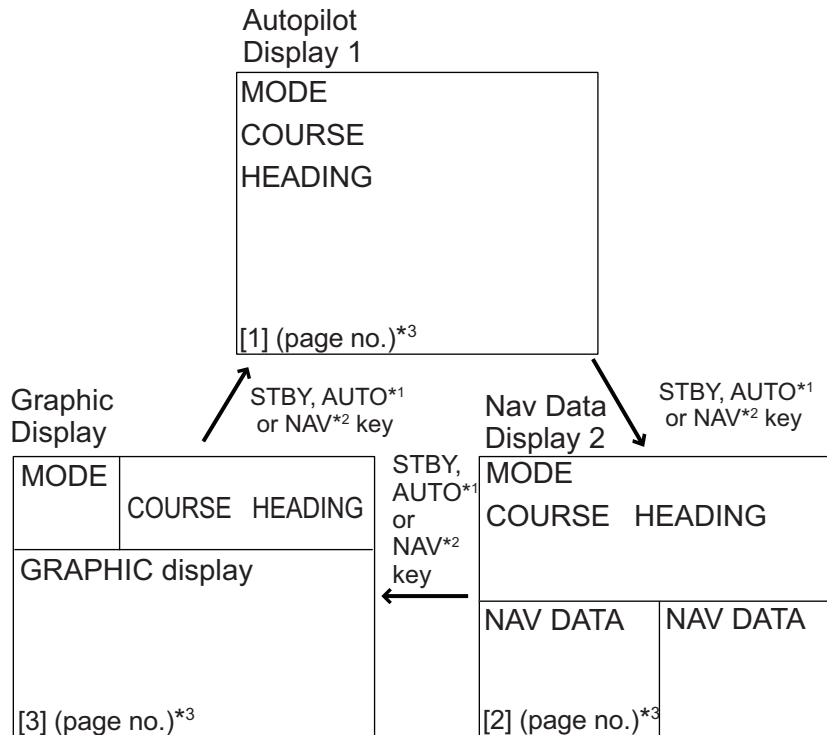 Autopilot
Display 1
MODE
COURSE
HEADING
[1] (page no.)*3
STBY, AUTO*1
or NAV*2 key
Graphic
Display
MODE
COURSE HEADING
GRAPHIC display
[3] (page no.)*3
STBY, AUTO*1
or NAV*2 key
Nav Data
Display 2
MODE
COURSE HEADING
NAV DATA
NAV DATA
[2] (page no.)*3
STBY,
AUTO*1
or
NAV*2
key